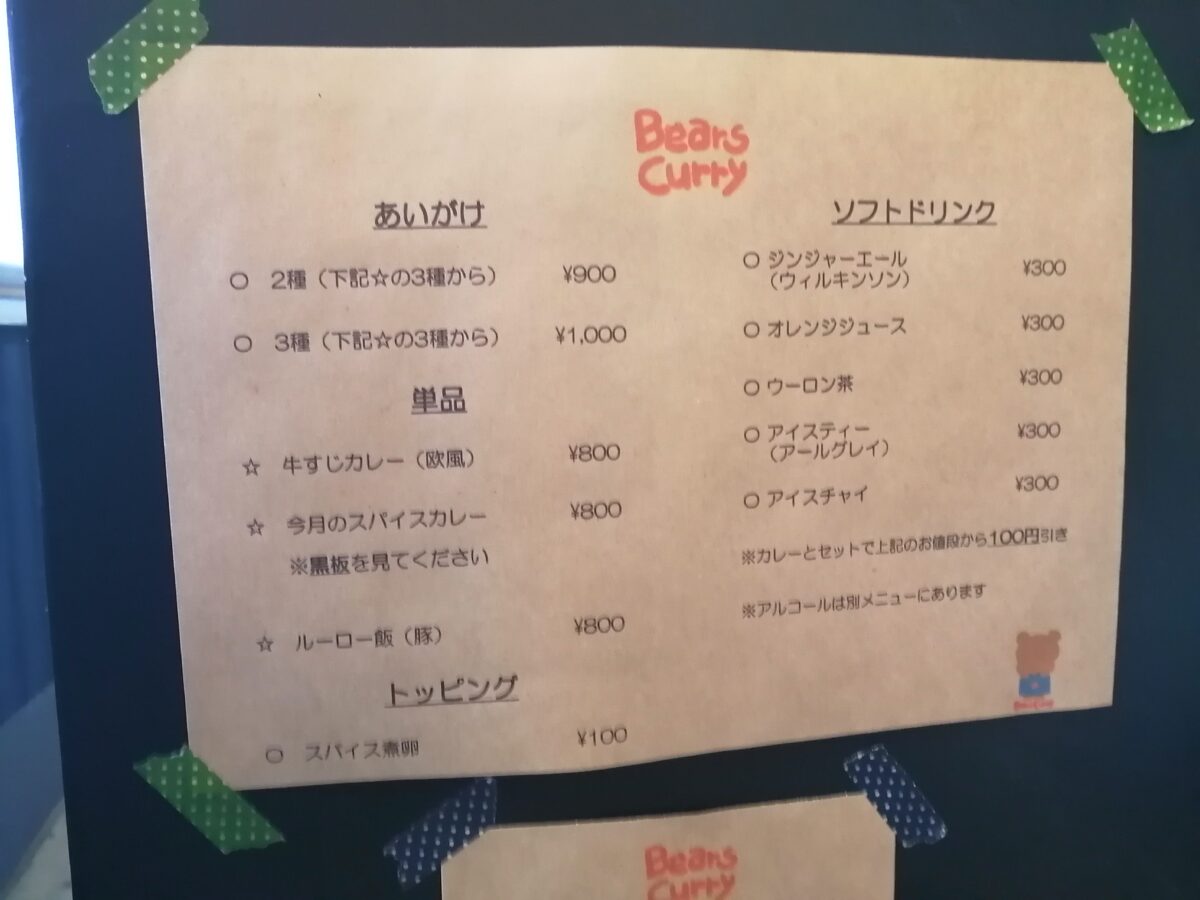 Bears
Curry
あいがけ
○ 2種（下記☆の3種から） ¥900
○ 3種（下記☆の3種から） ¥1,000
単品
☆ 牛すじカレー（欧風） ¥800
☆ 今月のスパイスカレー ¥800
※黒板を見てください
☆ ルーロー飯（豚） ¥800
トッピング
○ スパイス煮卵 ¥100
ソフトドリンク
○ ジンジャーエール ¥300
（ウィルキンソン）
○ オレンジジュース ¥300
○ ウーロン茶 ¥300
○ アイスティー ¥300
（アールグレイ）
○ アイスチャイ ¥300
※カレーとセットで上記のお値段から100円引き
※アルコールは別メニューにあります
Bears
Curry